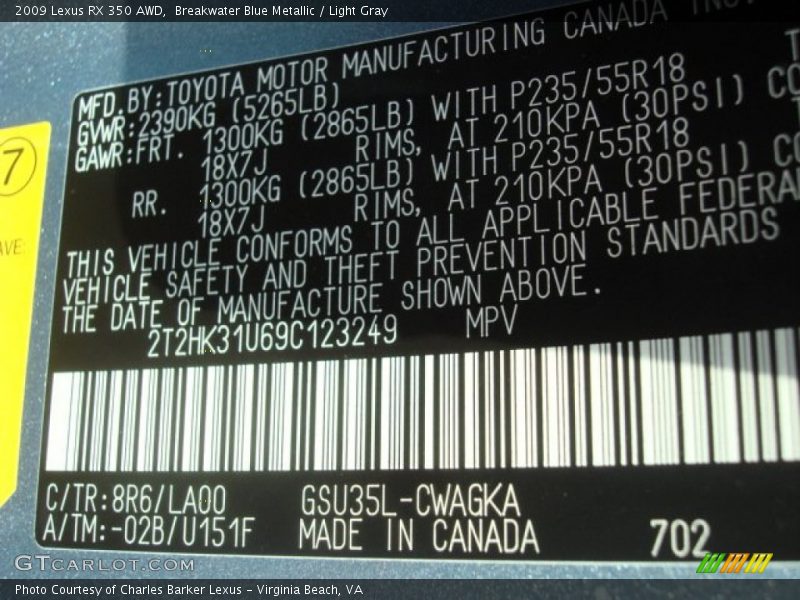 2009 Lexus RX 350 AWD,  Breakwater Blue Metallic / Light Gray
MFD. BY: TOYOTA MOTOR MANUFACTURING CANADA INC.
GVWR: 2390KG (5265LB)
GAWR: FRT. 1300KG (2865LB) WITH P235/55R18
18X7J RIMS, AT 210KPA (30PSI)
RR. 1300KG (2865LB) WITH P235/55R18
18X7J RIMS, AT 210KPA (30PSI)
THIS VEHICLE CONFORMS TO ALL APPLICABLE FEDERA
VEHICLE SAFETY AND THEFT PREVENTION STANDARDS
THE DATE OF MANUFACTURE SHOWN ABOVE.
2T2HK31U69C123249 MPV
C/TR: 8R6/LA00 GSU35L-CWAGKA
A/TM: -02B/U151F MADE IN CANADA 702
7
AVE:
GTCARLOT.COM
Photo Courtesy of Charles Barker Lexus - Virginia Beach, VA